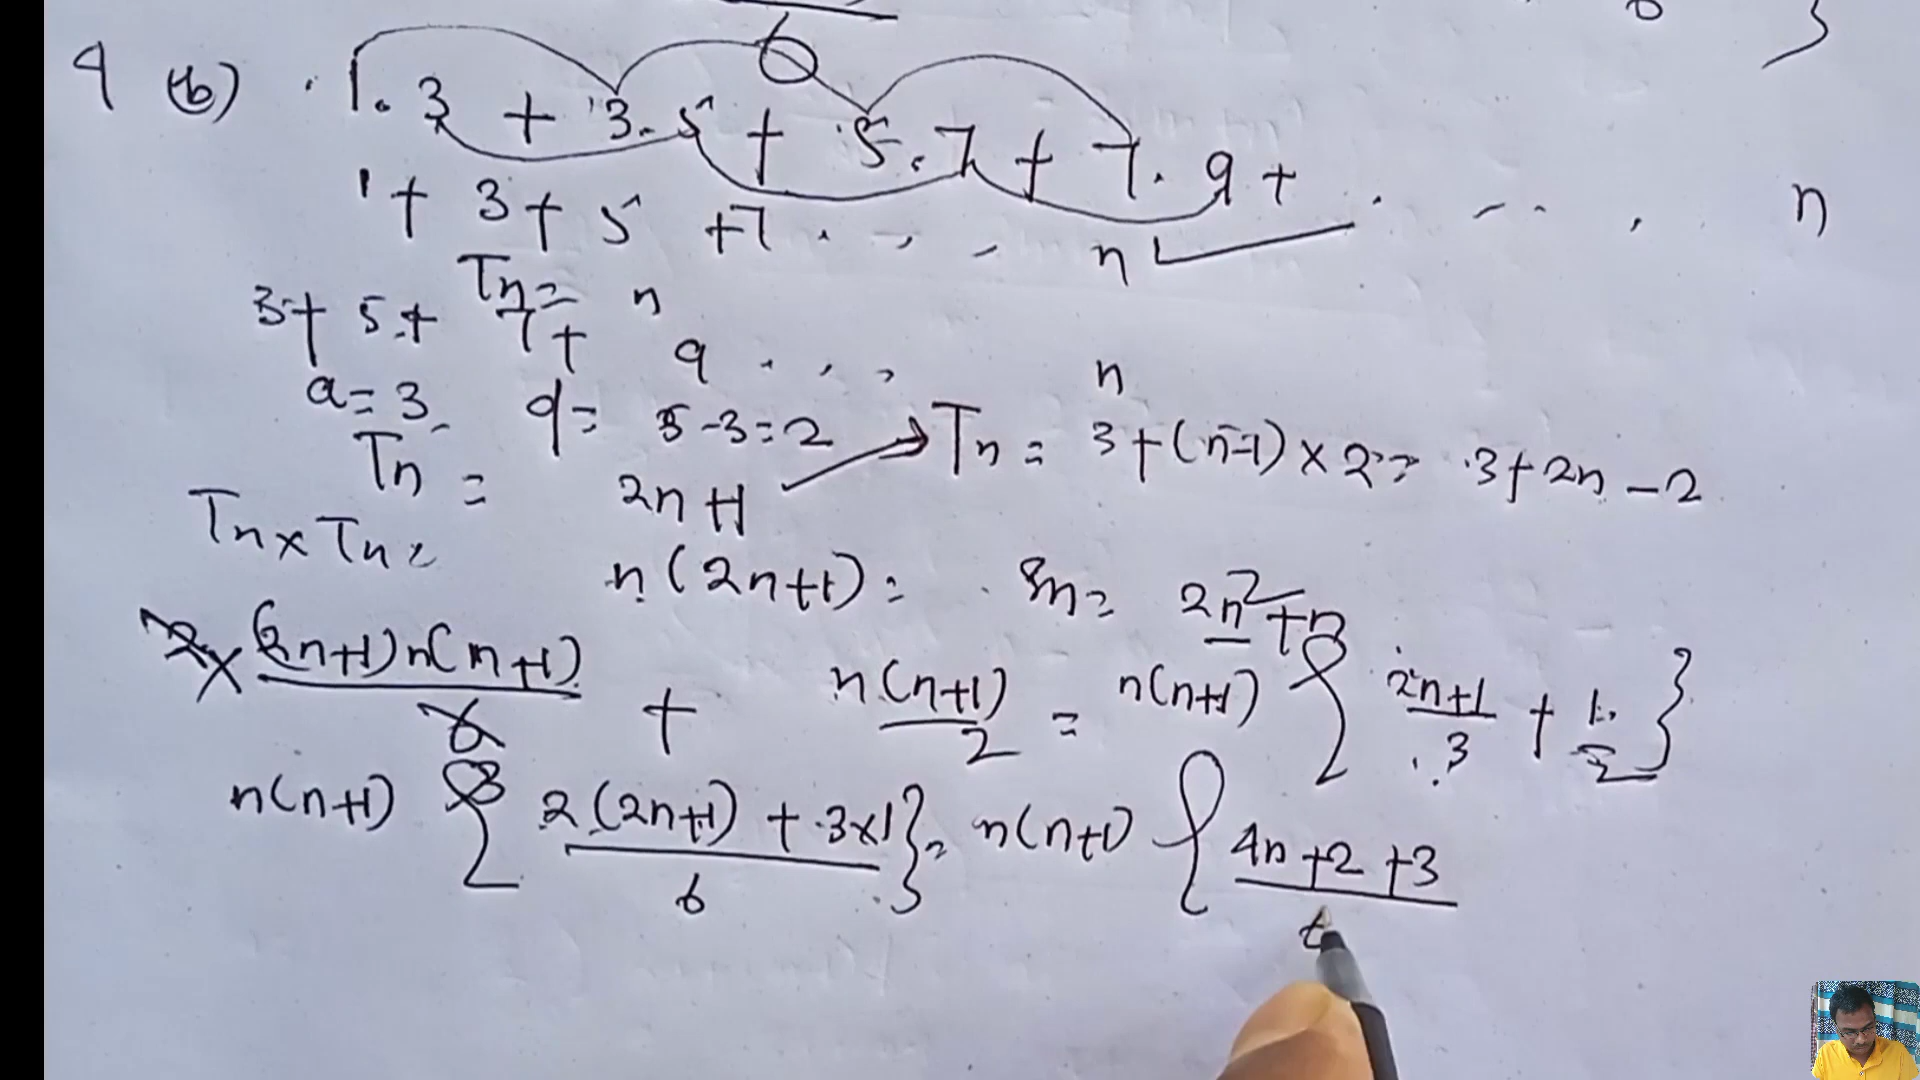 6
9 (b) 1.3 + 3.5 + 5.7 + 7.9 + . . . . . n
1 + 3 + 5 + 7 . . . n
Tn = n
3 + 5 + 7 + 9 . . . n
a = 3 d = 5 - 3 = 2 Tn = 3 + (n-1) × 2 = 3 + 2n - 2
Tn = 2n + 1
Tn × Tn = n(2n+1) = Sn = 2n² + n
2 × (2n+1)n(n+1)/6 + n(n+1)/2 = n(n+1) { 2n+1/3 + 1/2 }
3
n(n+1) { 2(2n+1) + 3×1/6 } = n(n+1) { 4n + 2 + 3